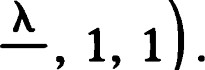 λ
—, 1, 1).